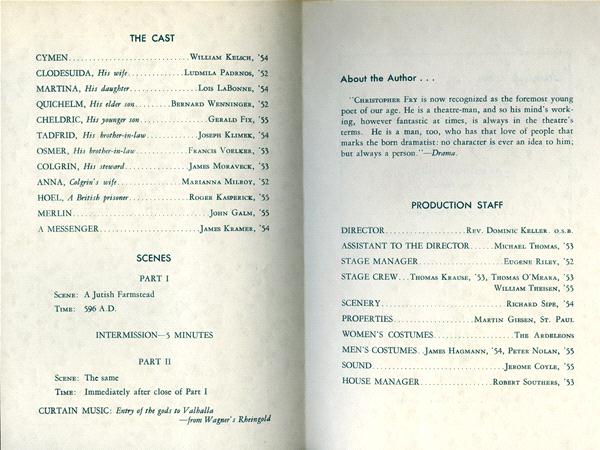 THE CAST
CYMEN..............................William Kelsch, '54
CLODESUIDA, His wife..............Ludmila Padrnos, '52
MARTINA, His daughter..................Lois LaBonne, '54
QUICHELM, His elder son..........Bernard Wenninger, '52
CHELDRIC, His younger son...............Gerald Fix, '55
TADFRID, His brother-in-law.............Joseph Klimek, '54
OSMER, His brother-in-law...........Francis Voelker, '53
COLGRIN, His steward...............James Moraveck, '53
ANNA, Colgrin's wife................Marianna Milroy, '52
HOEL, A British prisoner...............Roger Kasperick, '55
MERLIN...................................John Galm, '55
A MESSENGER.........................James Kramer, '54
SCENES
PART I
Scene: A Jutish Farmstead
Time: 596 A.D.
INTERMISSION—5 MINUTES
PART II
Scene: The same
Time: Immediately after close of Part I
CURTAIN MUSIC: Entry of the gods to Valhalla
—from Wagner's Rheingold
About the Author . . .
"Christopher Fry is now recognized as the foremost young
poet of our age. He is a theatre-man, and so his mind's work-
ing, however fantastic at times, is always in the theatre's
terms. He is a man, too, who has that love of people that
marks the born dramatist: no character is ever an idea to him;
but always a person."—Drama.
PRODUCTION STAFF
DIRECTOR........................Rev. Dominic Keller. o.s.b.
ASSISTANT TO THE DIRECTOR......Michael Thomas, '53
STAGE MANAGER........................Eugene Riley, '52
STAGE CREW...Thomas Krause, '53, Thomas O'Meara, '53
William Theisen, '55
SCENERY..............................Richard Sipe, '54
PROPERTIES.....................Martin Giesen, St. Paul
WOMEN'S COSTUMES....................The Ardeleons
MEN'S COSTUMES..James Hagmann, '54, Peter Nolan, '55
SOUND................................Jerome Coyle, '55
HOUSE MANAGER...................Robert Southers, '53